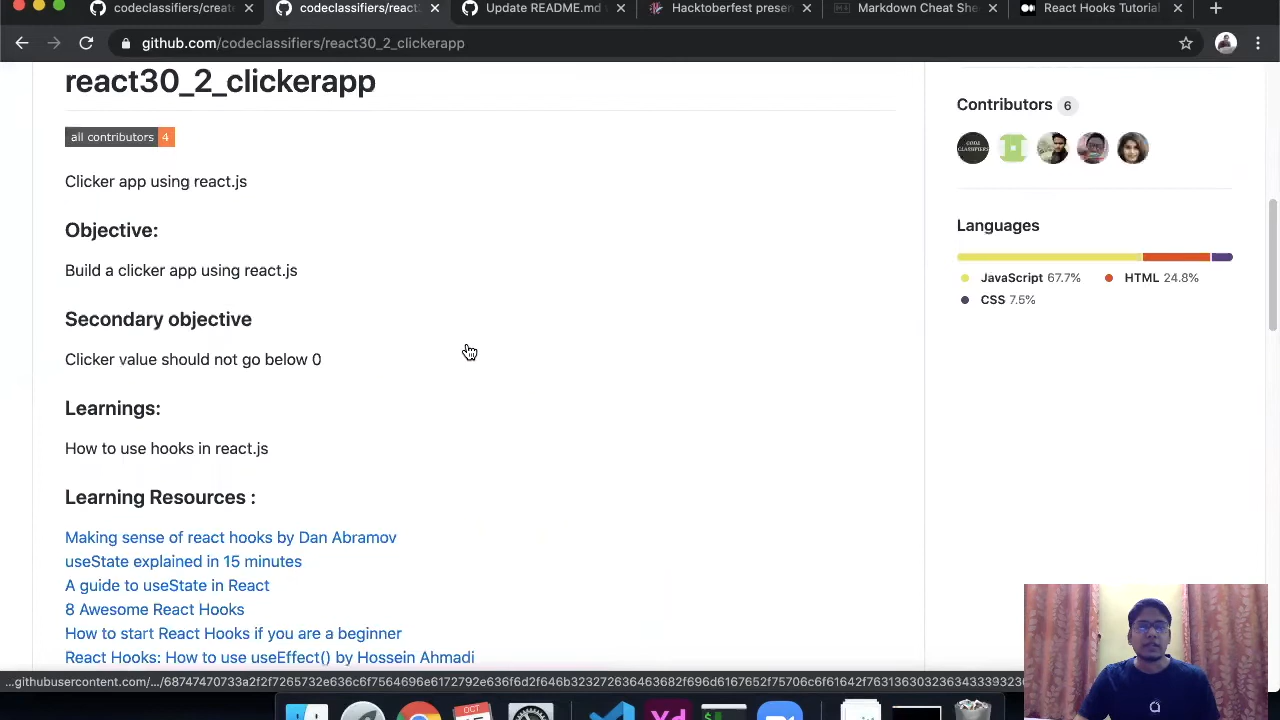 codeclassifiers/create
codeclassifiers/react
Update README.md
Hacktoberfest presen
Markdown Cheat She
React Hooks Tutorial
github.com/codeclassifiers/react30_2_clickerapp
react30_2_clickerapp
all contributors 4
Clicker app using react.js
Objective:
Build a clicker app using react.js
Secondary objective
Clicker value should not go below 0
Learnings:
How to use hooks in react.js
Learning Resources :
Making sense of react hooks by Dan Abramov
useState explained in 15 minutes
A guide to useState in React
8 Awesome React Hooks
How to start React Hooks if you are a beginner
React Hooks: How to use useEffect() by Hossein Ahmadi
Contributors 6
CODE
CLASSIFIERS
Languages
JavaScript 67.7%
HTML 24.8%
CSS 7.5%
OCT